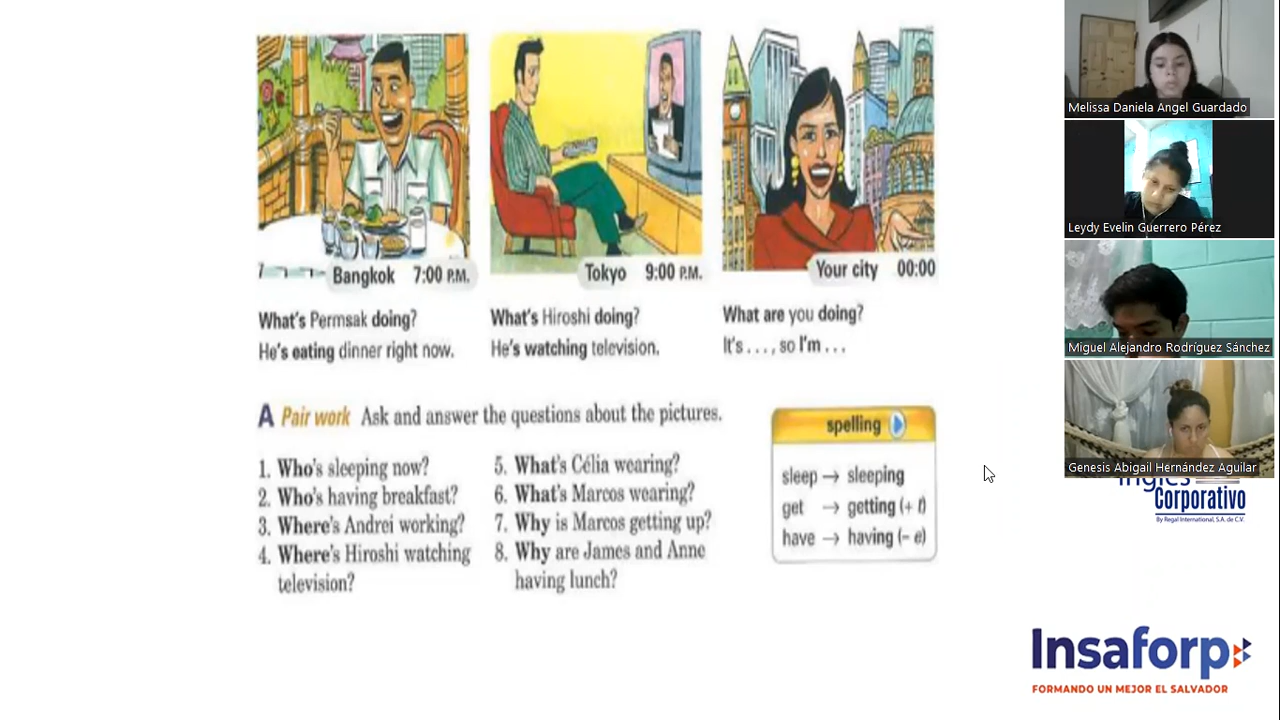 Bangkok 7:00 P.M.
Tokyo 9:00 P.M.
Your city 00:00
What's Permsak doing?
He's eating dinner right now.
What's Hiroshi doing?
He's watching television.
What are you doing?
It's . . . , so I'm . . .
A Pair work Ask and answer the questions about the pictures.
1. Who's sleeping now?
2. Who's having breakfast?
3. Where's Andrei working?
4. Where's Hiroshi watching
television?
5. What's Célia wearing?
6. What's Marcos wearing?
7. Why is Marcos getting up?
8. Why are James and Anne
having lunch?
spelling
sleep → sleeping
get → getting (+ t)
have → having (– e)
Melissa Daniela Angel Guardado
Leydy Evelin Guerrero Pérez
Miguel Alejandro Rodríguez Sánchez
Genesis Abigail Hernández Aguilar
Inglés
Corporativo
By Regal International, S.A. de C.V.
Insaforp
FORMANDO UN MEJOR EL SALVADOR